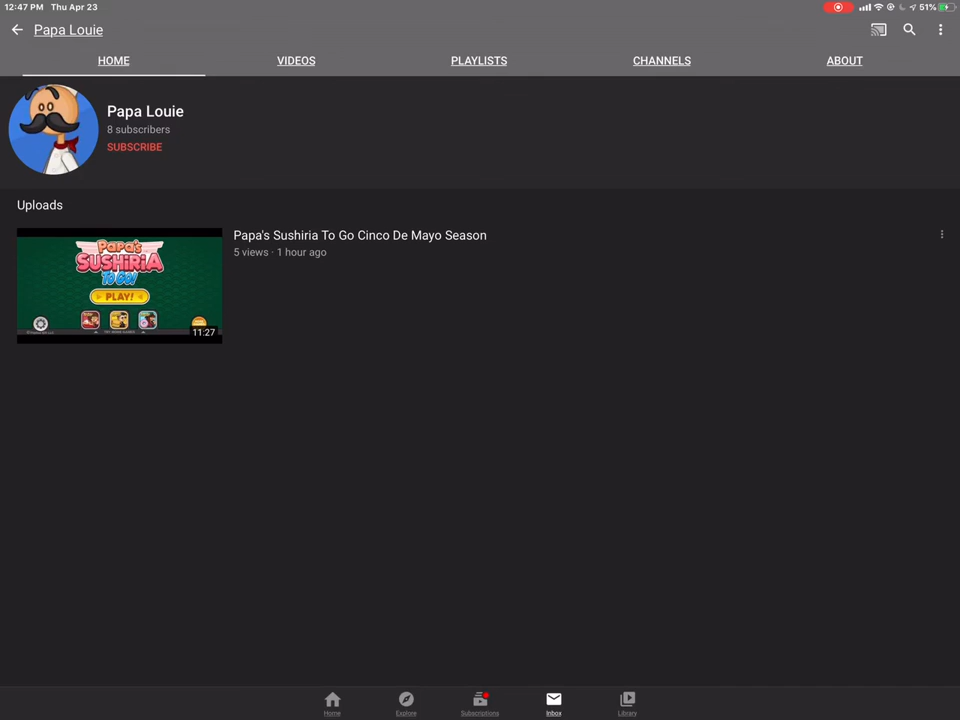 12:47 PM Thu Apr 23
51%
Papa Louie
HOME
VIDEOS
PLAYLISTS
CHANNELS
ABOUT
Papa Louie
8 subscribers
SUBSCRIBE
Uploads
Papa's Sushiria To Go Cinco De Mayo Season
5 views · 1 hour ago
Papa's
SUSHIRIA
TO GO!
PLAY!
11:27
Home
Explore
Subscriptions
Inbox
Library